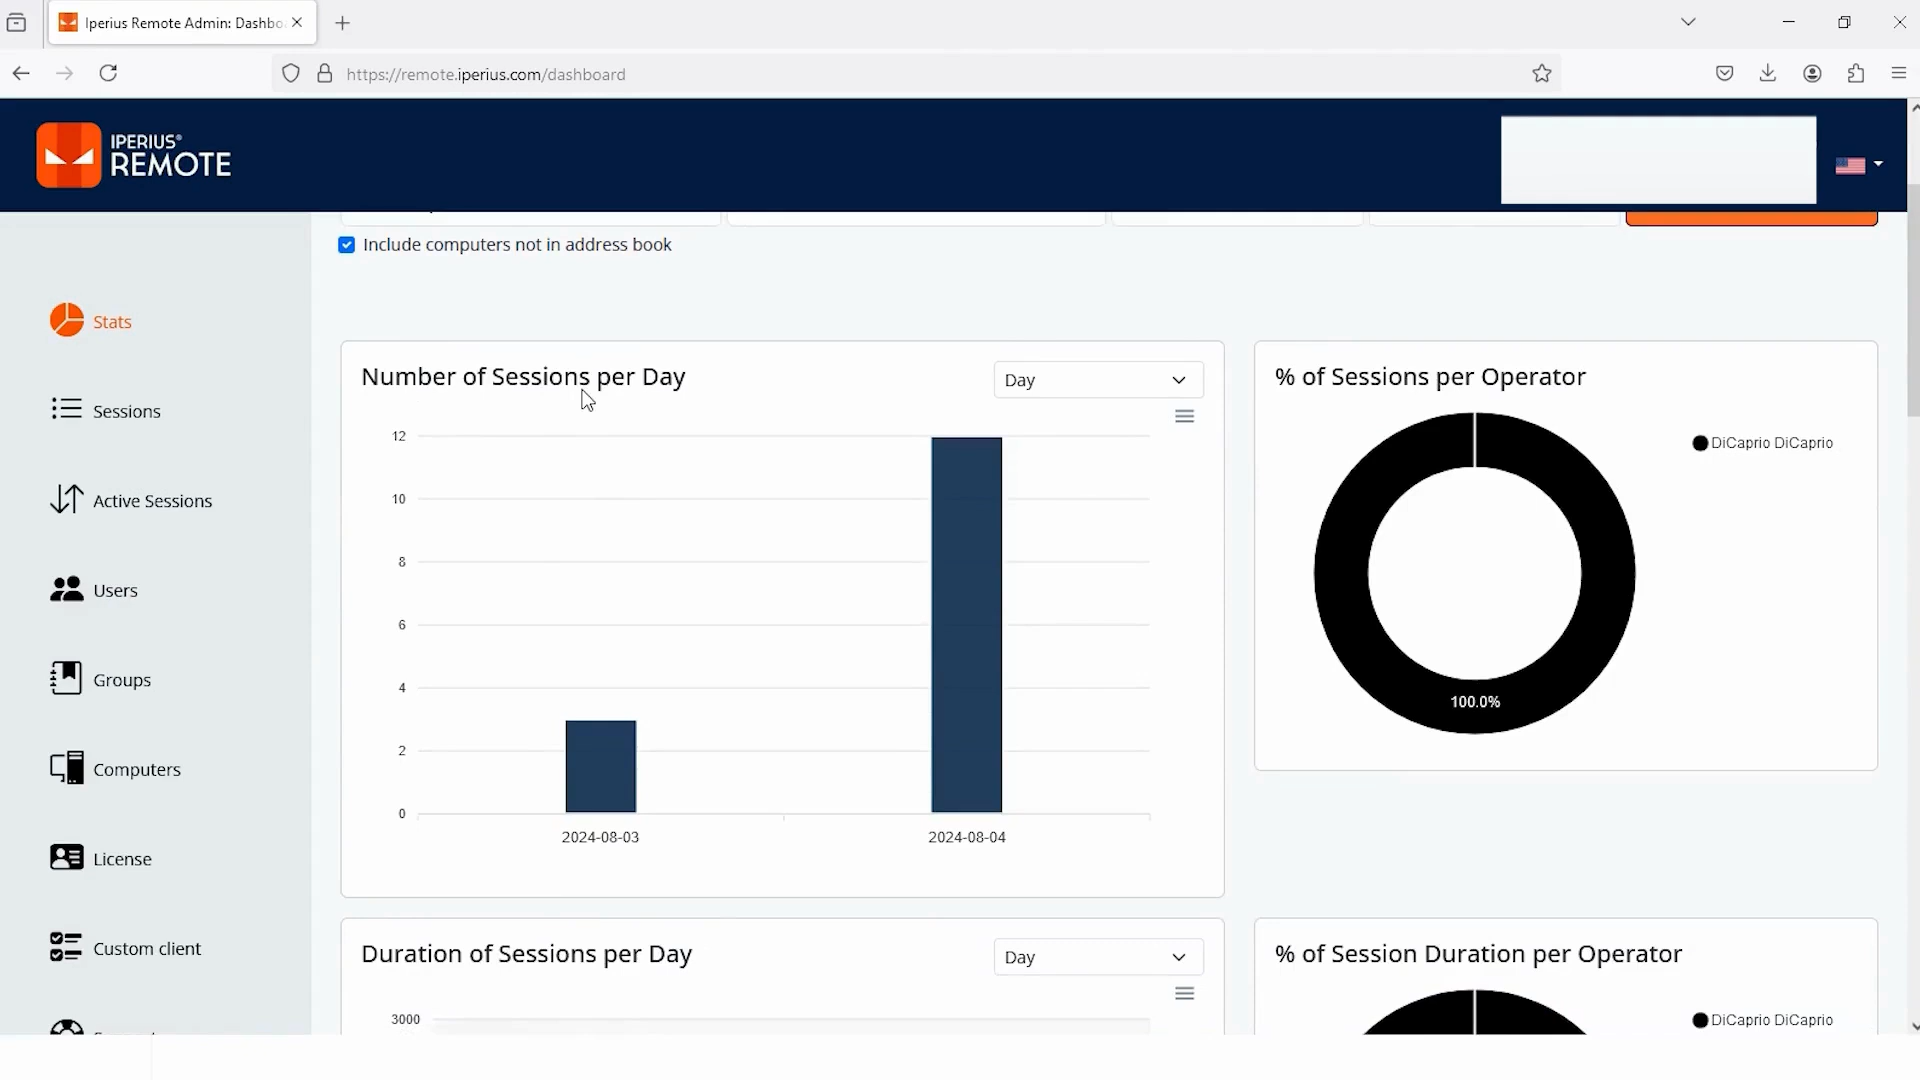 Iperius Remote Admin: Dashbo
https://remote.iperius.com/dashboard
IPERIUS®
REMOTE
Include computers not in address book
Stats
Sessions
Active Sessions
Users
Groups
Computers
License
Custom client
Number of Sessions per Day
Day
12
10
8
6
4
2
0
2024-08-03
2024-08-04
% of Sessions per Operator
DiCaprio DiCaprio
100.0%
Duration of Sessions per Day
Day
3000
% of Session Duration per Operator
DiCaprio DiCaprio